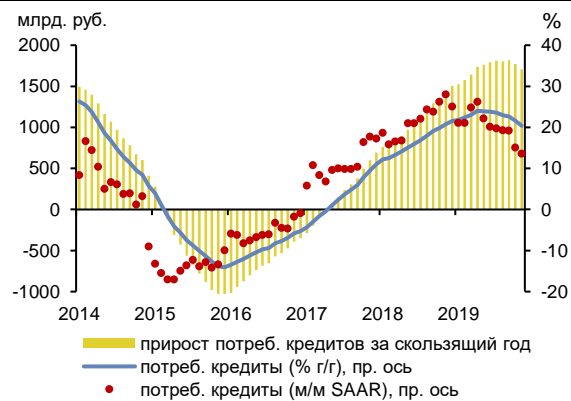 млрд. руб. %
2000 40
1500 30
1000 20
500 10
0 0
-500 -10
-1000 -20
2014 2015 2016 2017 2018 2019
прирост потреб. кредитов за скользящий год
потреб. кредиты (% г/г), пр. ось
потреб. кредиты (м/м SAAR), пр. ось